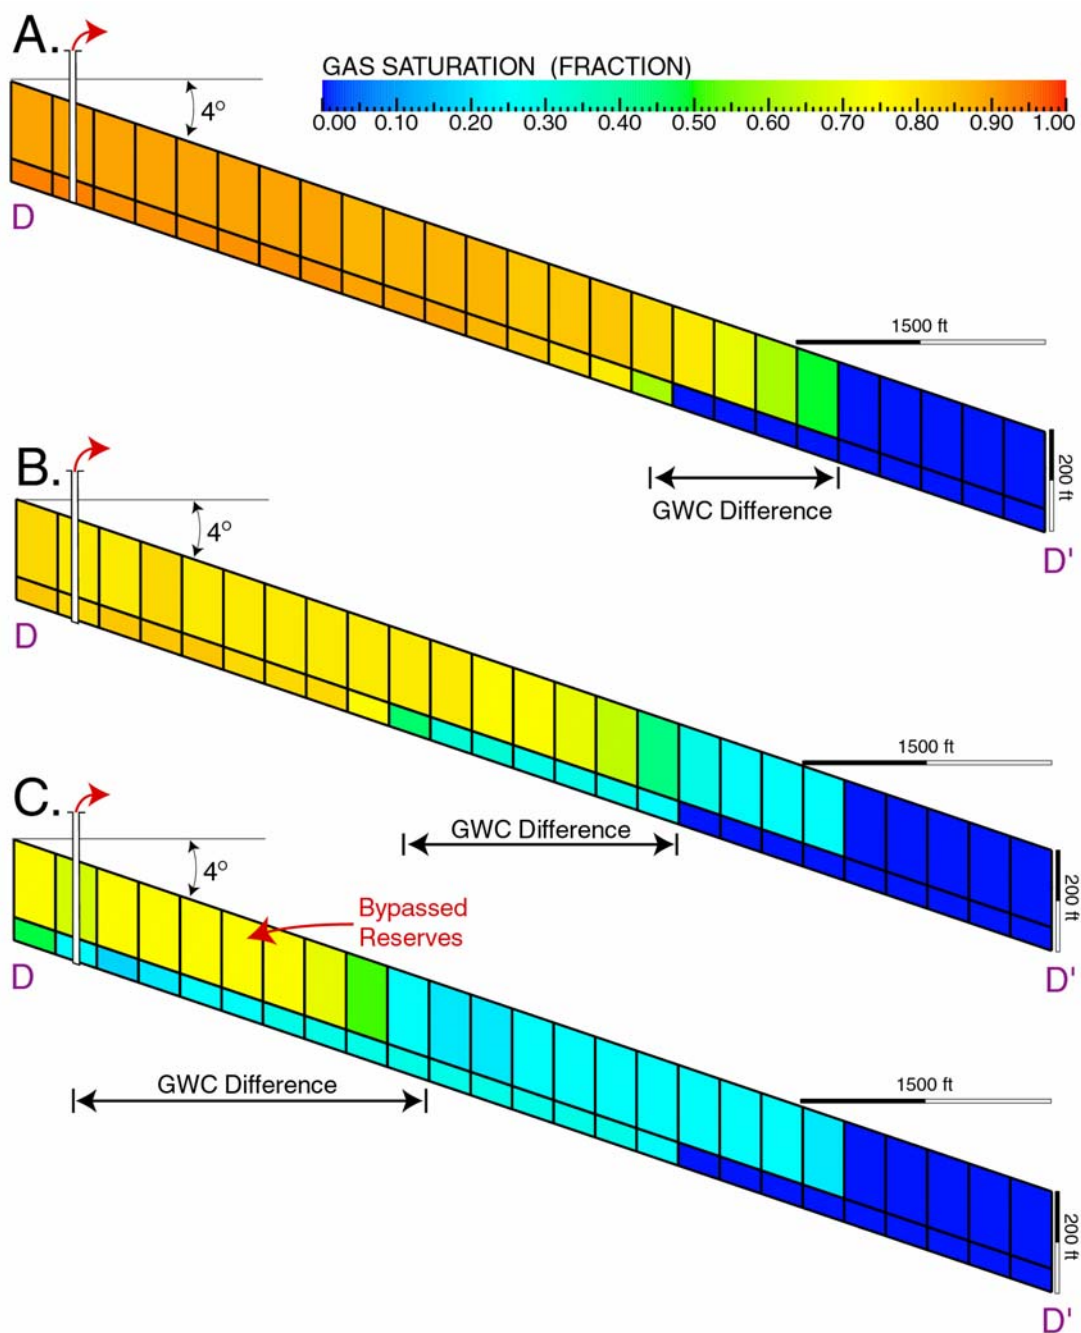 A.
GAS SATURATION (FRACTION)
0.00 0.10 0.20 0.30 0.40 0.50 0.60 0.70 0.80 0.90 1.00
4°
D
1500 ft
200 ft
GWC Difference
D'
B.
4°
D
1500 ft
200 ft
GWC Difference
D'
C.
4°
Bypassed
Reserves
D
GWC Difference
1500 ft
200 ft
D'